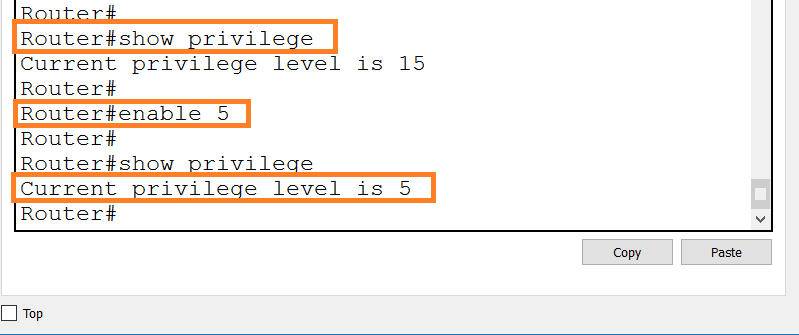 Router#
Router#show privilege
Current privilege level is 15
Router#
Router#enable 5
Router#
Router#show privilege
Current privilege level is 5
Router#
Copy
Paste
Top